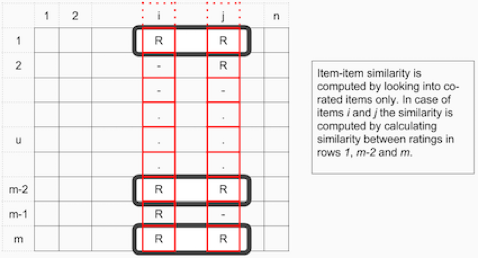 1 2 i j n
1 R R
2 - R
- -
. .
u . .
. .
m-2 R R
m-1 R -
m R R
Item-item similarity is
computed by looking into co-
rated items only. In case of
items i and j the similarity is
computed by calculating
similarity between ratings in
rows 1, m-2 and m.